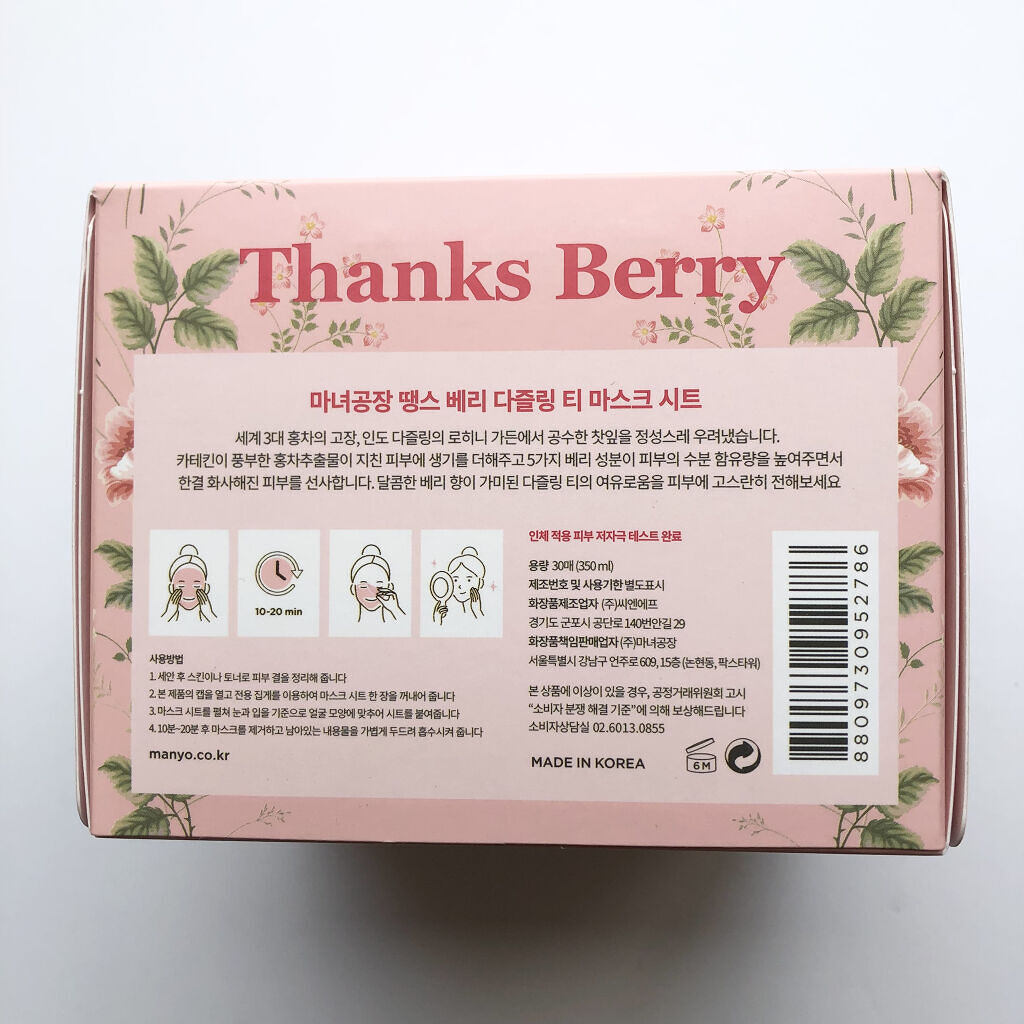 Thanks Berry
마녀공장 땡스 베리 다즐링 티 마스크 시트
세계 3대 홍차의 고장, 인도 다즐링의 로히니 가든에서 공수한 찻잎을 정성스레 우려냈습니다.
카테킨이 풍부한 홍차추출물이 지친 피부에 생기를 더해주고 5가지 베리 성분이 피부의 수분 함유량을 높여주면서
한결 화사해진 피부를 선사합니다. 달콤한 베리 향이 가미된 다즐링 티의 여유로움을 피부에 고스란히 전해보세요
10-20 min
사용방법
1. 세안 후 스킨이나 토너로 피부 결을 정리해 줍니다
2. 본 제품의 캡을 열고 전용 집게를 이용하여 마스크 시트 한 장을 꺼내어 줍니다
3. 마스크 시트를 펼쳐 눈과 입을 기준으로 얼굴 모양에 맞추어 시트를 붙여줍니다
4. 10분~20분 후 마스크를 제거하고 남아있는 내용물을 가볍게 두드려 흡수시켜 줍니다
manyo.co.kr
인체 적용 피부 저자극 테스트 완료
용량 30매 (350 ml)
제조번호 및 사용기한 별도표시
화장품제조업자 (주)씨엔에프
경기도 군포시 공단로 140번안길 29
화장품책임판매업자 (주)마녀공장
서울특별시 강남구 언주로 609, 15층 (논현동, 팍스타워)
본 상품에 이상이 있을 경우, 공정거래위원회 고시
“소비자 분쟁 해결 기준”에 의해 보상해드립니다
소비자상담실 02.6013.0855
MADE IN KOREA
6M
8809730952786